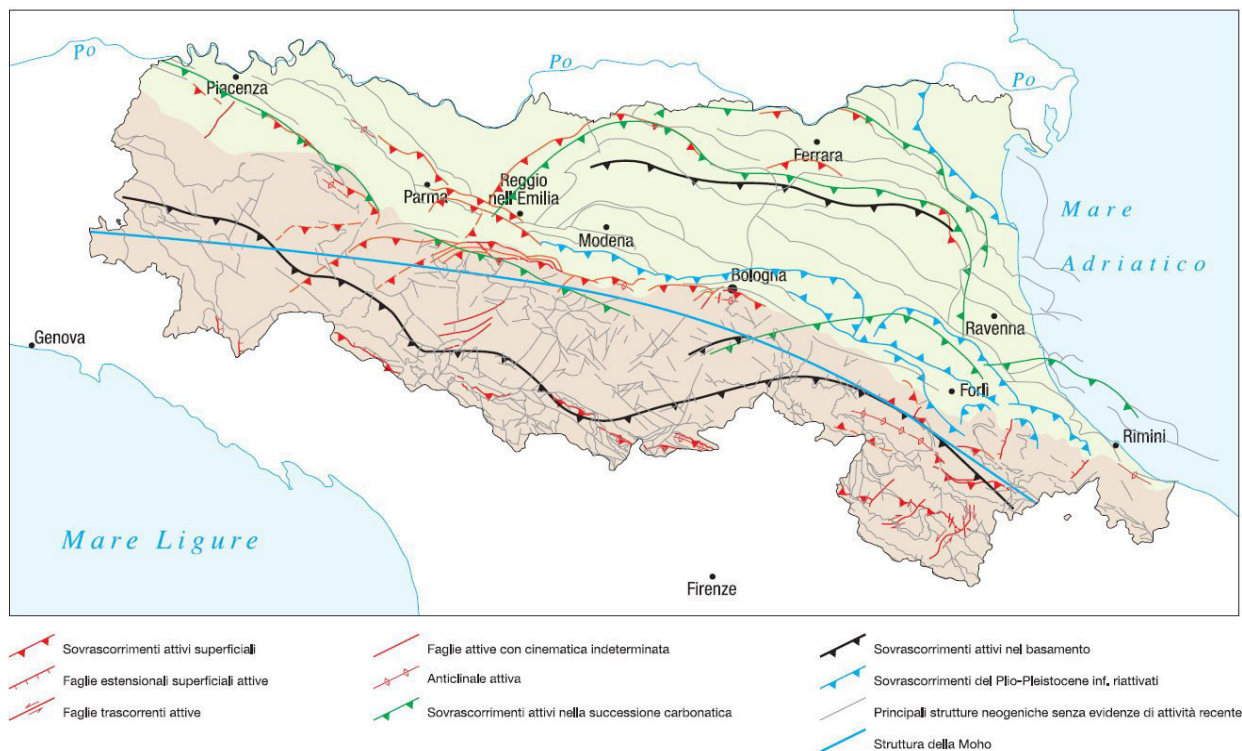 Po
Po
Po
Piacenza
Ferrara
Parma
Reggio
nell'Emilia
Modena
Mare
Adriatico
Bologna
Genova
Ravenna
Forlì
Rimini
Mare Ligure
Firenze
Sovrascorrimenti attivi superficiali
Faglie estensionali superficiali attive
Faglie trascorrenti attive
Faglie attive con cinematica indeterminata
Anticlinale attiva
Sovrascorrimenti attivi nella successione carbonatica
Sovrascorrimenti attivi nel basamento
Sovrascorrimenti del Plio-Pleistocene inf. riattivati
Principali strutture neogeniche senza evidenze di attività recente
Struttura della Moho